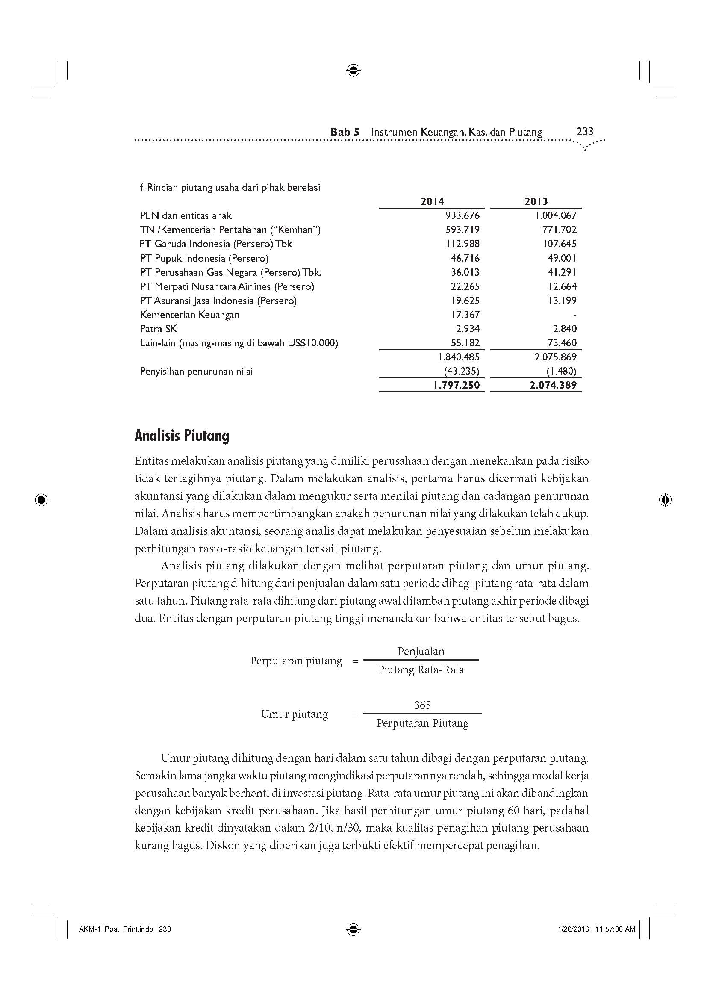 Bab 5 Instrumen Keuangan, Kas, dan Piutang 233
f. Rincian piutang usaha dari pihak berelasi
2014 2013
PLN dan entitas anak 933.676 1.004.067
TNI/Kementerian Pertahanan (“Kemhan”) 593.719 771.702
PT Garuda Indonesia (Persero) Tbk 112.988 107.645
PT Pupuk Indonesia (Persero) 46.716 49.001
PT Perusahaan Gas Negara (Persero) Tbk. 36.013 41.291
PT Merpati Nusantara Airlines (Persero) 22.265 12.664
PT Asuransi Jasa Indonesia (Persero) 19.625 13.199
Kementerian Keuangan 17.367 -
Patra SK 2.934 2.840
Lain-lain (masing-masing di bawah US$10.000) 55.182 73.460
1.840.485 2.075.869
Penyisihan penurunan nilai (43.235) (1.480)
1.797.250 2.074.389
Analisis Piutang
Entitas melakukan analisis piutang yang dimiliki perusahaan dengan menekankan pada risiko
tidak tertagihnya piutang. Dalam melakukan analisis, pertama harus dicermati kebijakan
akuntansi yang dilakukan dalam mengukur serta menilai piutang dan cadangan penurunan
nilai. Analisis harus mempertimbangkan apakah penurunan nilai yang dilakukan telah cukup.
Dalam analisis akuntansi, seorang analis dapat melakukan penyesuaian sebelum melakukan
perhitungan rasio-rasio keuangan terkait piutang.
Analisis piutang dilakukan dengan melihat perputaran piutang dan umur piutang.
Perputaran piutang dihitung dari penjualan dalam satu periode dibagi piutang rata-rata dalam
satu tahun. Piutang rata-rata dihitung dari piutang awal ditambah piutang akhir periode dibagi
dua. Entitas dengan perputaran piutang tinggi menandakan bahwa entitas tersebut bagus.
Penjualan
Perputaran piutang =
Piutang Rata-Rata
365
Umur piutang =
Perputaran Piutang
Umur piutang dihitung dengan hari dalam satu tahun dibagi dengan perputaran piutang.
Semakin lama jangka waktu piutang mengindikasi perputarannya rendah, sehingga modal kerja
perusahaan banyak berhenti di investasi piutang. Rata-rata umur piutang ini akan dibandingkan
dengan kebijakan kredit perusahaan. Jika hasil perhitungan umur piutang 60 hari, padahal
kebijakan kredit dinyatakan dalam 2/10, n/30, maka kualitas penagihan piutang perusahaan
kurang bagus. Diskon yang diberikan juga terbukti efektif mempercepat penagihan.
AKM-1_Post_Print.indb 233 1/20/2016 11:57:38 AM